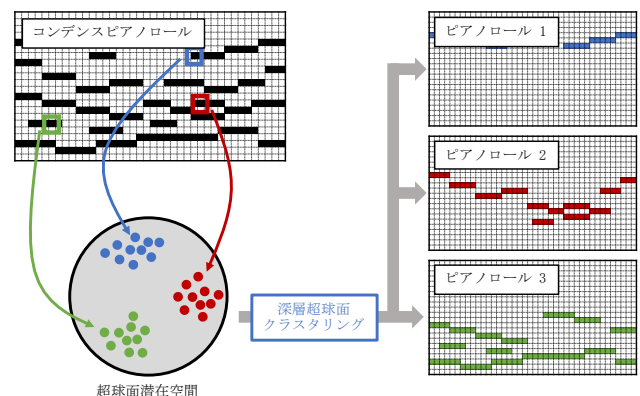 コンデンスピアノロール
ピアノロール 1
ピアノロール 2
ピアノロール 3
深層超球面
クラスタリング
超球面潜在空間